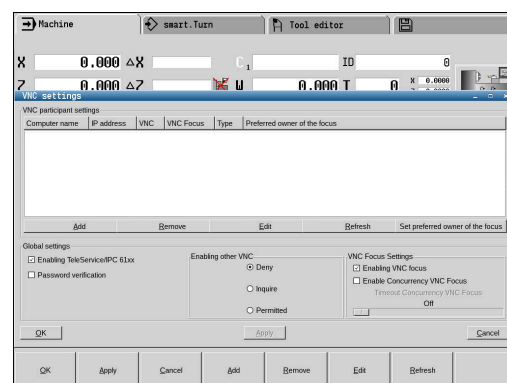 Machine smart.Turn Tool editor
X 0.000 ΔX C 1 ID 0
Z 0.000 ΔZ W 0.000 T 0 X 0.0000
VNC settings
VNC participant settings
Computer name IP address VNC VNC Focus Type Preferred owner of the focus
Add Remove Edit Refresh Set preferred owner of the focus
Global settings
Enabling TeleService/IPC 61xx
Password verification
Enabling other VNC
Deny
Inquire
Permitted
VNC Focus Settings
Enabling VNC focus
Enable Concurrency VNC Focus
Timeout Concurrency VNC Focus
Off
OK Apply Cancel
OK Apply Cancel Add Remove Edit Refresh